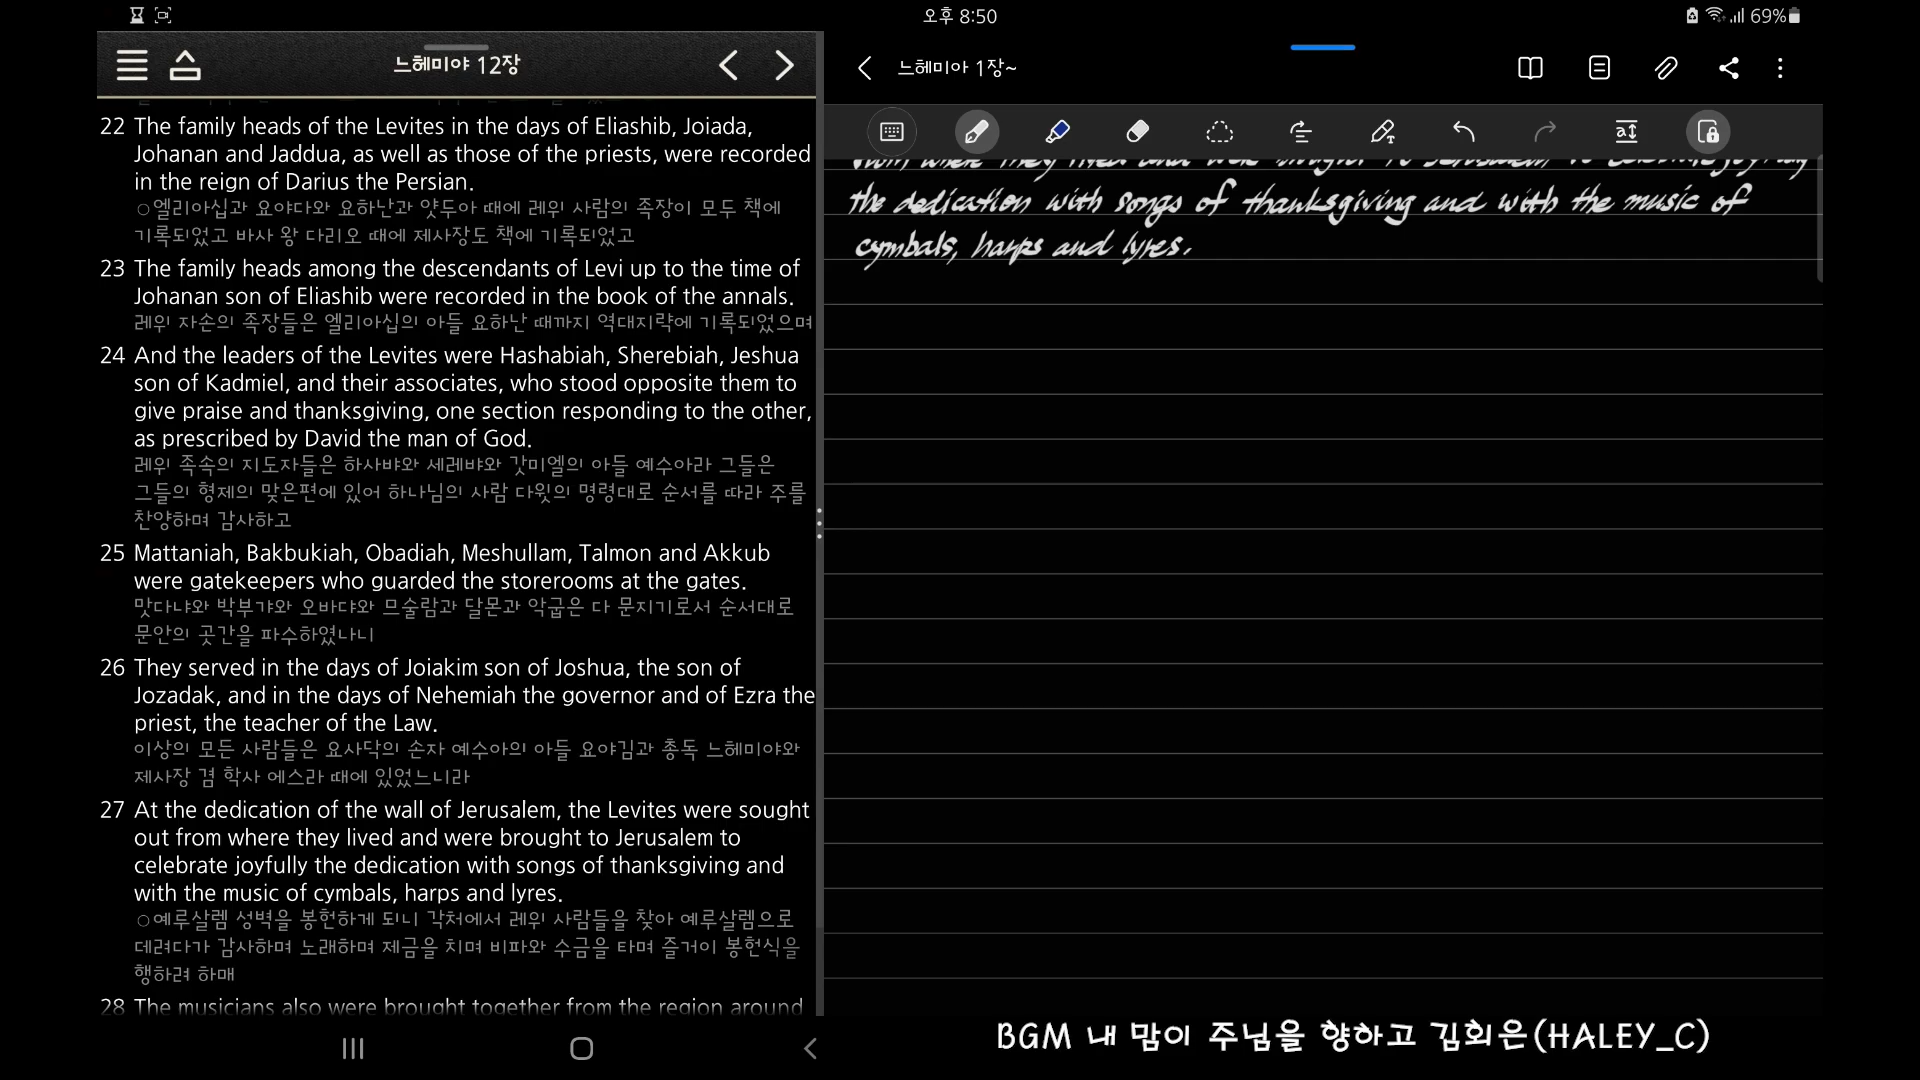 오후 8:50
69%
느헤미야 12장
22 The family heads of the Levites in the days of Eliashib, Joiada,
Johanan and Jaddua, as well as those of the priests, were recorded
in the reign of Darius the Persian.
○엘리아십과 요야다와 요하난과 얏두아 때에 레위 사람의 족장이 모두 책에
기록되었고 바사 왕 다리오 때에 제사장도 책에 기록되었고
23 The family heads among the descendants of Levi up to the time of
Johanan son of Eliashib were recorded in the book of the annals.
레위 자손의 족장들은 엘리아십의 아들 요하난 때까지 역대지략에 기록되었으며
24 And the leaders of the Levites were Hashabiah, Sherebiah, Jeshua
son of Kadmiel, and their associates, who stood opposite them to
give praise and thanksgiving, one section responding to the other,
as prescribed by David the man of God.
레위 족속의 지도자들은 하사뱌와 세레뱌와 갓미엘의 아들 예수아라 그들은
그들의 형제의 맞은편에 있어 하나님의 사람 다윗의 명령대로 순서를 따라 주를
찬양하며 감사하고
25 Mattaniah, Bakbukiah, Obadiah, Meshullam, Talmon and Akkub
were gatekeepers who guarded the storerooms at the gates.
맛다냐와 박부갸와 오바댜와 므술람과 달몬과 악굽은 다 문지기로서 순서대로
문안의 곳간을 파수하였나니
26 They served in the days of Joiakim son of Joshua, the son of
Jozadak, and in the days of Nehemiah the governor and of Ezra the
priest, the teacher of the Law.
이상의 모든 사람들은 요사닥의 손자 예수아의 아들 요야김과 총독 느헤미야와
제사장 겸 학사 에스라 때에 있었느니라
27 At the dedication of the wall of Jerusalem, the Levites were sought
out from where they lived and were brought to Jerusalem to
celebrate joyfully the dedication with songs of thanksgiving and
with the music of cymbals, harps and lyres.
○예루살렘 성벽을 봉헌하게 되니 각처에서 레위 사람들을 찾아 예루살렘으로
데려다가 감사하며 노래하며 제금을 치며 비파와 수금을 타며 즐거이 봉헌식을
행하려 하매
28 The musicians also were brought together from the region around
느헤미아 1장~
from where they lived and were brought to Jerusalem to celebrate joyfully
the dedication with songs of thanksgiving and with the music of
cymbals, harps and lyres.
BGM 내 맘이 주님을 향하고 김회은(HALEY_C)